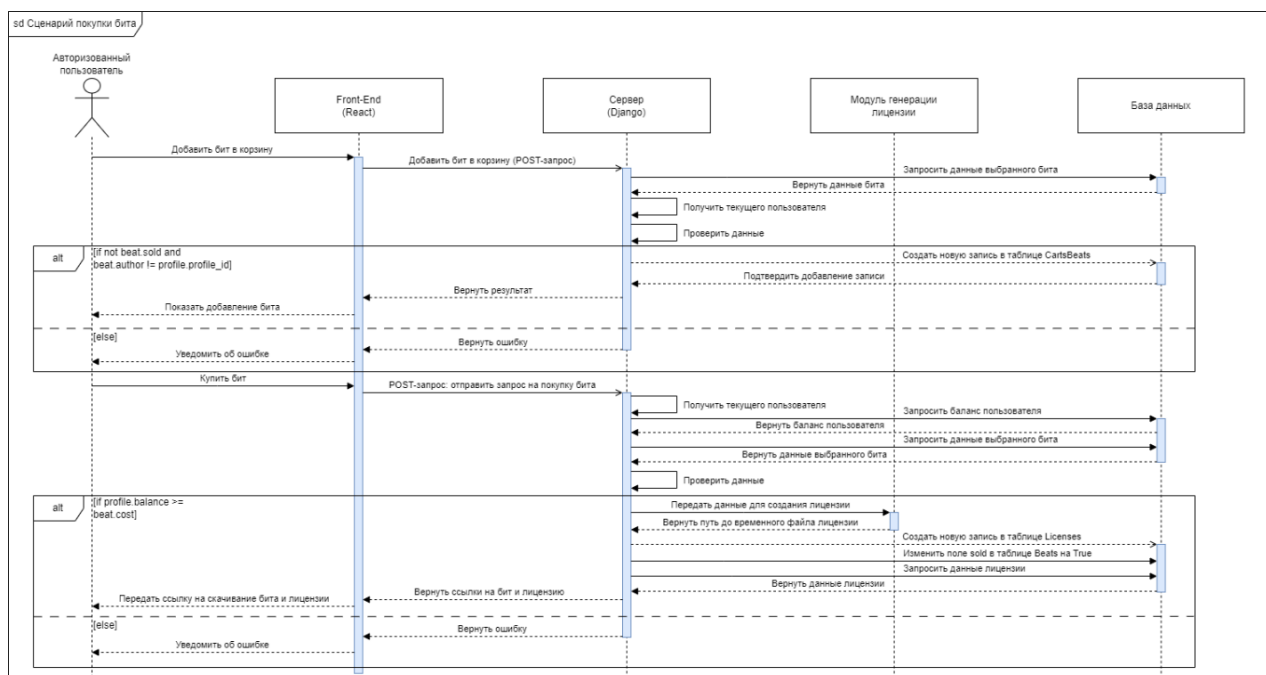 sd Сценарий покупки бита
Авторизованный
пользователь
Front-End
(React)
Сервер
(Django)
Модуль генерации
лицензии
База данных
Добавить бит в корзину
Добавить бит в корзину (POST-запрос)
Запросить данные выбранного бита
Вернуть данные бита
Получить текущего пользователя
Проверить данные
alt
[if not beat.sold and
beat.author != profile.profile_id]
Создать новую запись в таблице CartsBeats
Подтвердить добавление записи
Вернуть результат
Показать добавление бита
[else]
Вернуть ошибку
Уведомить об ошибке
Купить бит
POST-запрос: отправить запрос на покупку бита
Получить текущего пользователя
Запросить баланс пользователя
Вернуть баланс пользователя
Запросить данные выбранного бита
Вернуть данные выбранного бита
Проверить данные
alt
[if profile.balance >=
beat.cost]
Передать данные для создания лицензии
Вернуть путь до временного файла лицензии
Создать новую запись в таблице Licenses
Изменить поле sold в таблице Beats на True
Запросить данные лицензии
Вернуть данные лицензии
Вернуть ссылки на бит и лицензию
Передать ссылку на скачивание бита и лицензии
[else]
Вернуть ошибку
Уведомить об ошибке